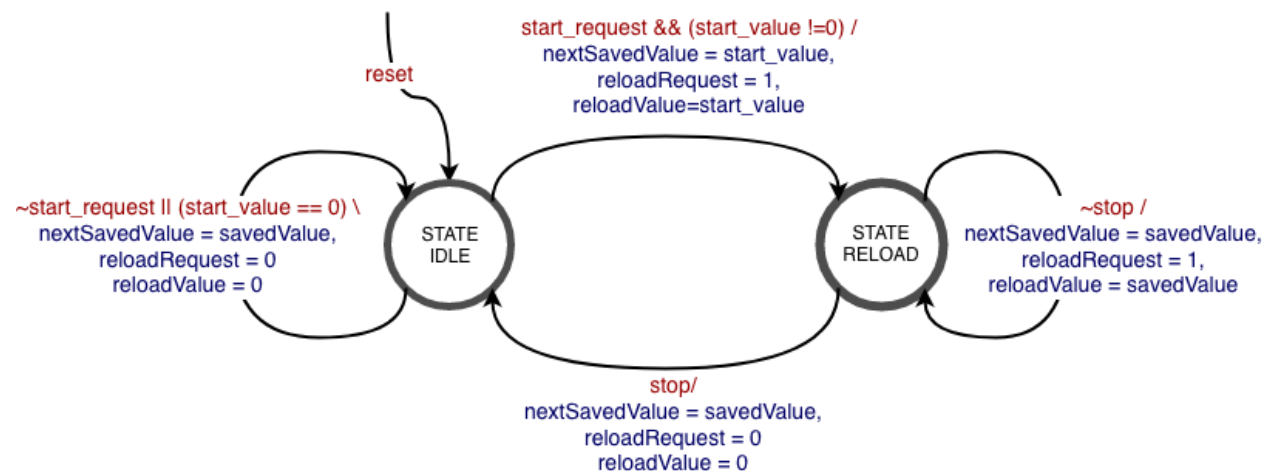 start_request && (start_value !=0) /
nextSavedValue = start_value,
reloadRequest = 1,
reloadValue=start_value
reset
~start_request || (start_value == 0) \
nextSavedValue = savedValue,
reloadRequest = 0
reloadValue = 0
STATE
IDLE
STATE
RELOAD
~stop /
nextSavedValue = savedValue,
reloadRequest = 1,
reloadValue = savedValue
stop/
nextSavedValue = savedValue,
reloadRequest = 0
reloadValue = 0